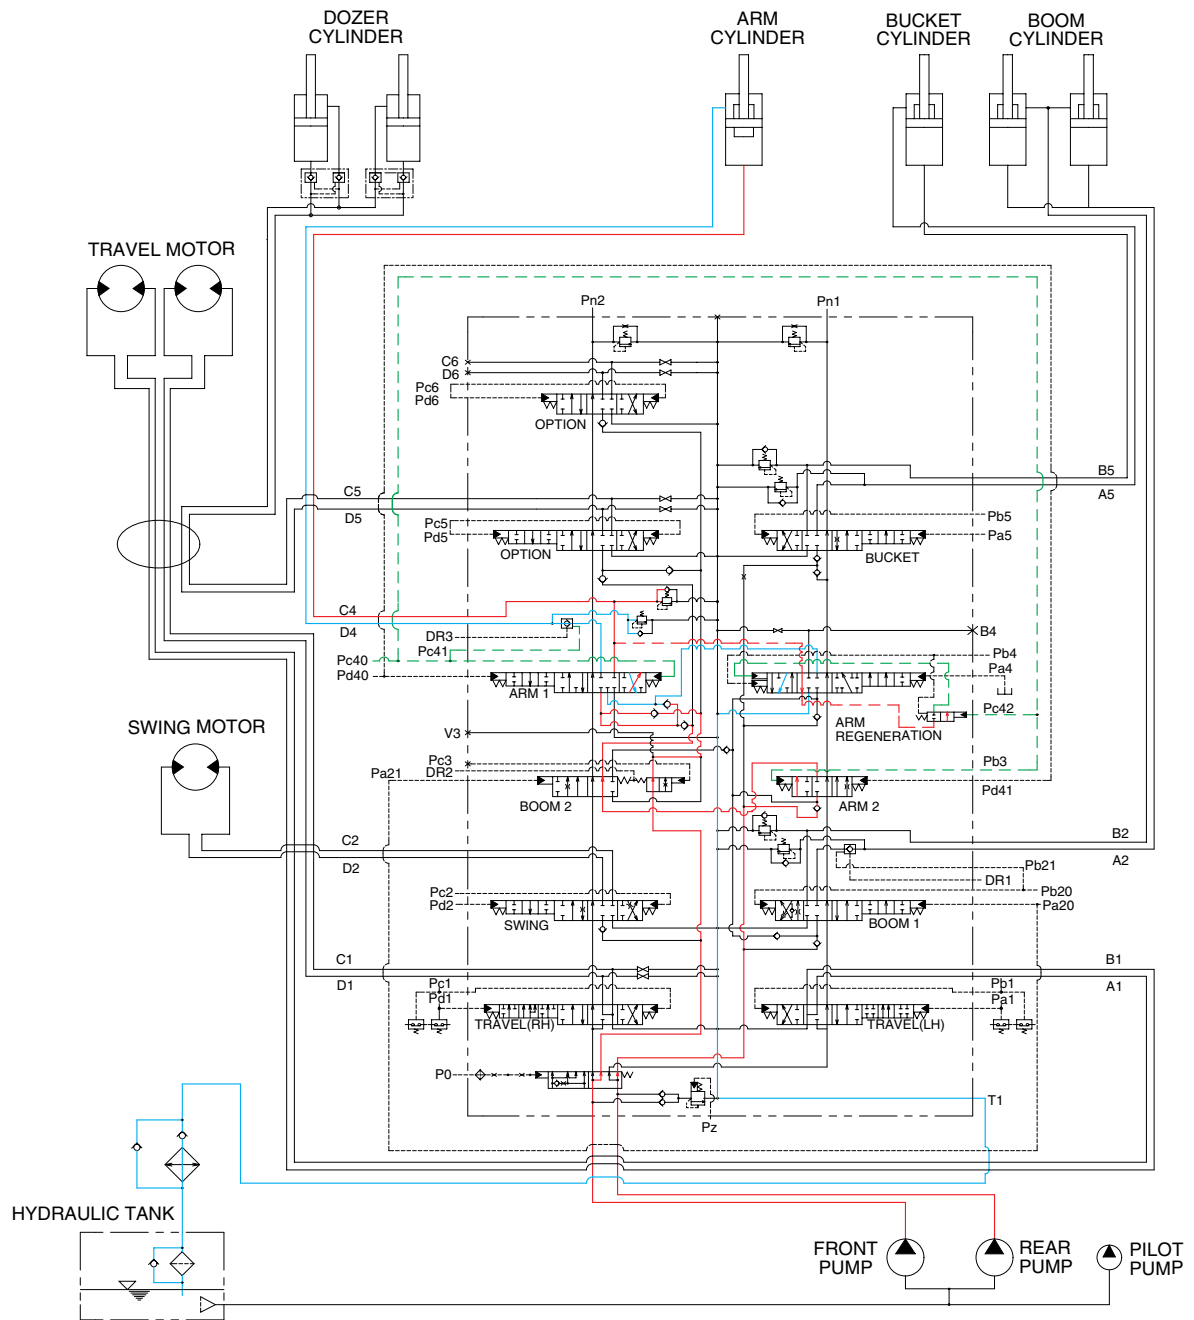 DOZER
CYLINDER
ARM
CYLINDER
BUCKET
CYLINDER
BOOM
CYLINDER
TRAVEL MOTOR
Pn2
Pn1
C6
D6
Pc6
Pd6
OPTION
C5
D5
B5
A5
Pc5
Pd5
OPTION
Pb5
Pa5
BUCKET
C4
D4
DR3
Pc41
Pc40
Pd40
ARM 1
B4
Pb4
Pa4
Pc42
ARM
REGENERATION
SWING MOTOR
V3
Pc3
DR2
Pa21
BOOM 2
Pb3
Pd41
ARM 2
C2
D2
B2
A2
Pb21
DR1
Pc2
Pd2
SWING
Pb20
Pa20
BOOM 1
C1
D1
B1
A1
Pc1
Pd1
TRAVEL(RH)
Pb1
Pa1
TRAVEL(LH)
P0
Pz
T1
HYDRAULIC TANK
FRONT
PUMP
REAR
PUMP
PILOT
PUMP